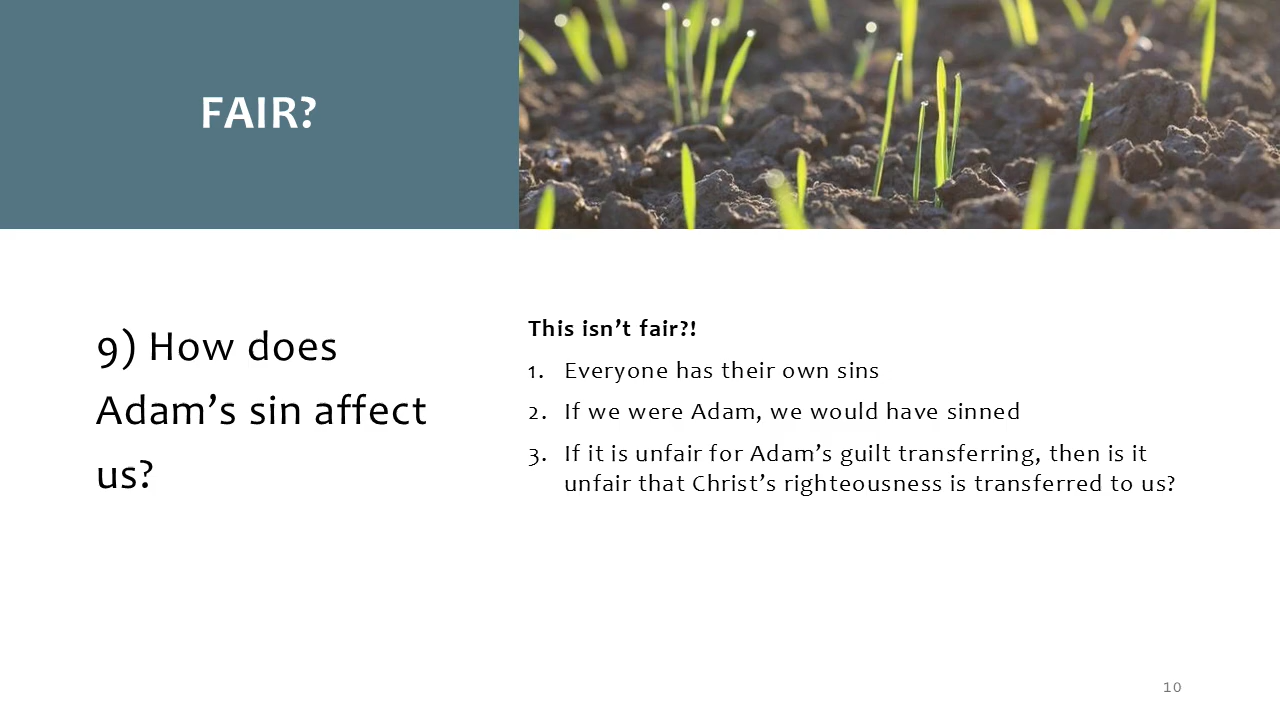 FAIR?
9) How does
Adam’s sin affect
us?
This isn’t fair?!
1. Everyone has their own sins
2. If we were Adam, we would have sinned
3. If it is unfair for Adam’s guilt transferring, then is it
unfair that Christ’s righteousness is transferred to us?
10